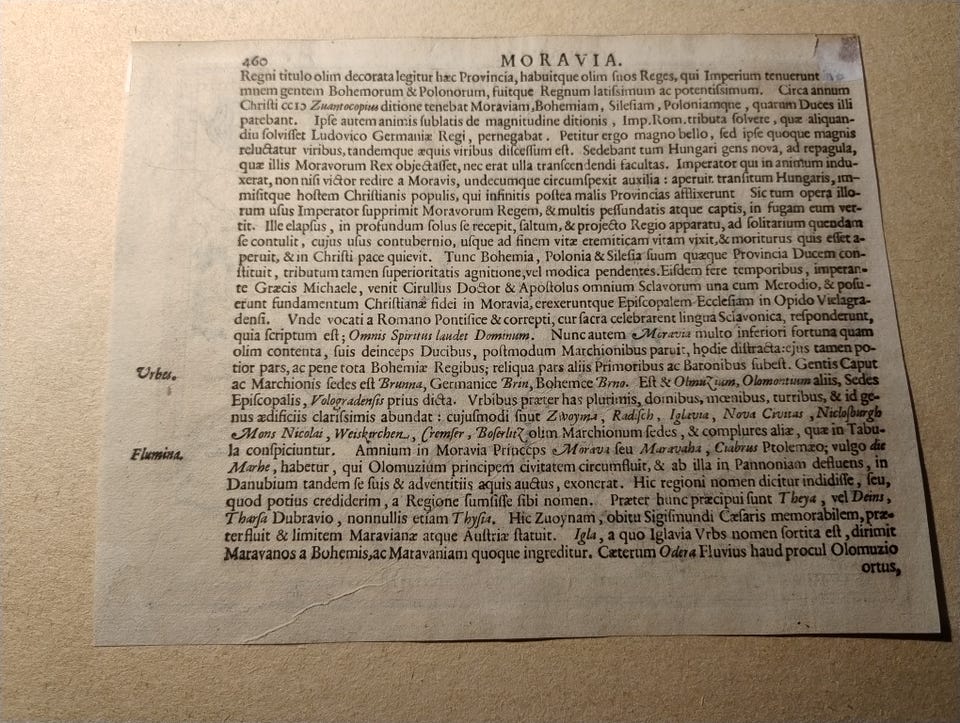 460 MORAVIA.
Regni titulo olim decorata legitur hæc Provincia, habuitque olim ſuos Reges, qui Imperium tenuerunt
mnem gentem Bohemorum & Polonorum, fuitque Regnum latiſſimum ac potentiſſimum. Circa annum
Chriſti Zuantocopius ditione tenebat Moraviam, Bohemiam, Sileſiam, Poloniamque, quarum Duces illi
parebant. Ipſe autem animis ſublatis de magnitudine ditionis, Imp. Rom. tributa ſolvere, quæ aliquan-
diu ſolviſſet Ludovico Germaniæ Regi, pernegabat. Petitur ergo magno bello, ſed ipſe quoque magnis
reluctatur viribus, tandemque æquis viribus diſceſſum eſt. Sedebant tum Hungari gens nova, ad repagula,
quæ illis Moravorum Rex objectaſſet, nec erat ulla tranſcendendi facultas. Imperator qui in animum indu-
xerat, non niſi victor redire a Moravis, undecumque circumſpexit auxilia: aperuit tranſitum Hungaris, im-
miſitque hoſtem Chriſtianis populis, qui infinitis poſtea malis Provincias afflixerunt Sic tum opera illo-
rum uſus Imperator ſupprimit Moravorum Regem, & multis peſſundatis atque captis, in fugam eum ver-
tit. Ille elapſus, in profundum ſolus ſe recepit, ſaltum, & projecto Regio apparatu, ad ſolitarium quendam
ſe contulit, cujus uſus contubernio, uſque ad finem vitæ eremiticam vitam vixit, & moriturus quis eſſet a-
peruit, & in Chriſti pace quievit. Tunc Bohemia, Polonia & Sileſia ſuum quæque Provincia Ducem con-
ſtituit, tributum tamen ſuperioritatis agnitione, vel modica pendentes. Eiſdem fere temporibus, imperan-
te Græcis Michaele, venit Cirullus Doctor & Apoſtolus omnium Sclavorum una cum Merodio, & poſu-
erunt fundamentum Chriſtianæ fidei in Moravia, erexeruntque Epiſcopalem Eccleſiam in Opido Vielagra-
denſi. Vnde vocati a Romano Pontifice & correpti, cur ſacra celebrarent lingua Sclavonica, reſponderunt,
quia ſcriptum eſt; Omnis Spiritus laudet Dominum. Nunc autem Moravia multo inferiori fortuna quam
olim contenta, ſuis deinceps Ducibus, poſtmodum Marchionibus paruit, hodie diſtracta: ejus tamen po-
tior pars, ac pene tota Bohemiæ Regibus; reliqua pars aliis Primoribus ac Baronibus ſubeſt. Gentis Caput
Urbes. ac Marchionis ſedes eſt Brunna, Germanice Brin, Bohemce Brno. Eſt & Olmuzium, Olomontium aliis, Sedes
Epiſcopalis, Vologradenſis prius dicta. Vrbibus præter has plurimis, domibus, mœnibus, turribus, & id ge-
nus ædificiis clariſſimis abundat: cujuſmodi ſnut Zwoyma, Radiſch, Iglavia, Nova Civitas, Nicloſburgh
Mons Nicolai, Weiskirchen, Cremſer, Boſerlitz olim Marchionum ſedes, & complures aliæ, quæ in Tabu-
Flumina. la conſpiciuntur. Amnium in Moravia Princeps Morava ſeu Maravaha, Ciabrus Ptolemæo; vulgo die
Marhe, habetur, qui Olomuzium principem civitatem circumfluit, & ab illa in Pannoniam defluens, in
Danubium tandem ſe ſuis & adventitiis aquis auctus, exonerat. Hic regioni nomen dicitur indidiſſe, ſeu,
quod potius crediderim, a Regione ſumſiſſe ſibi nomen. Præter hunc præcipui ſunt Theya, vel Deins,
Tharſa Dubravio, nonnullis etiam Thyſia. Hic Zuoynam, obitu Sigiſmundi Cæſaris memorabilem, præ-
terfluit & limitem Maravianæ atque Auſtriæ ſtatuit. Igla, a quo Iglavia Vrbs nomen ſortita eſt, dirimit
Maravanos a Bohemis, ac Maravaniam quoque ingreditur. Cæterum Odera Fluvius haud procul Olomuzio
ortus,